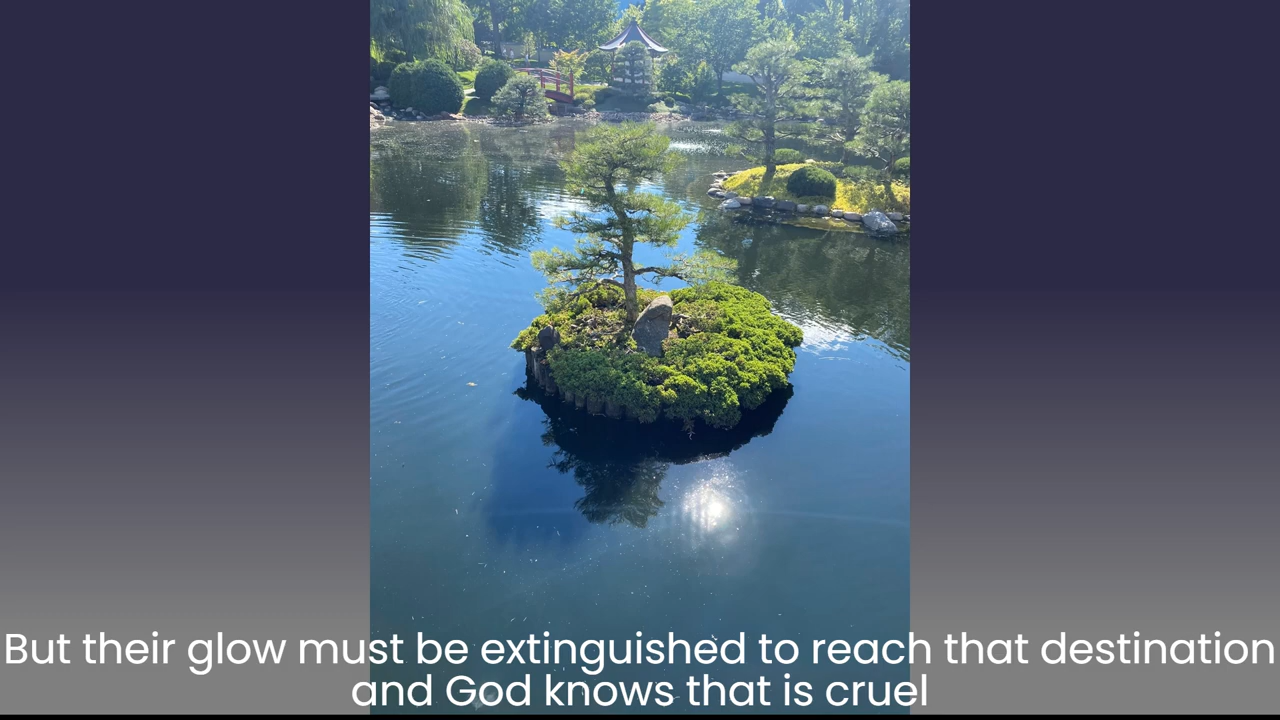 But their glow must be extinguished to reach that destination
and God knows that is cruel